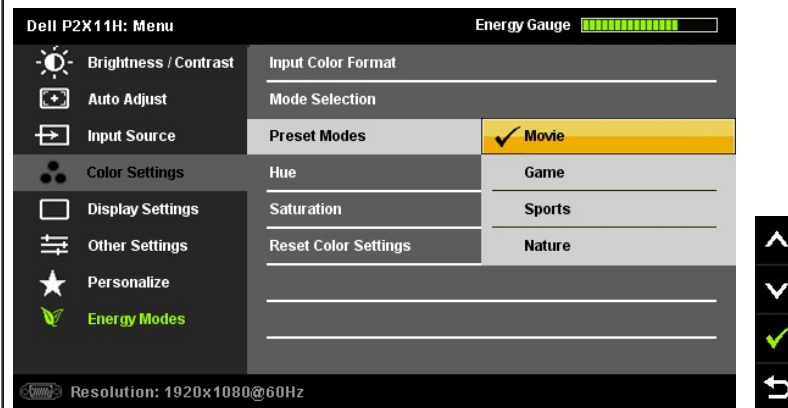 Dell P2X11H: Menu
Energy Gauge
Brightness / Contrast
Input Color Format
Auto Adjust
Mode Selection
Input Source
Preset Modes
Movie
Color Settings
Hue
Game
Display Settings
Saturation
Sports
Other Settings
Reset Color Settings
Nature
Personalize
Energy Modes
Resolution: 1920x1080@60Hz